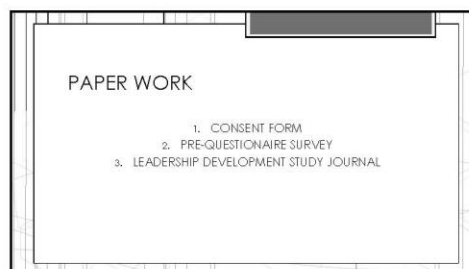 PAPER WORK
1. CONSENT FORM
2. PRE-QUESTIONAIRE SURVEY
3. LEADERSHIP DEVELOPMENT STUDY JOURNAL